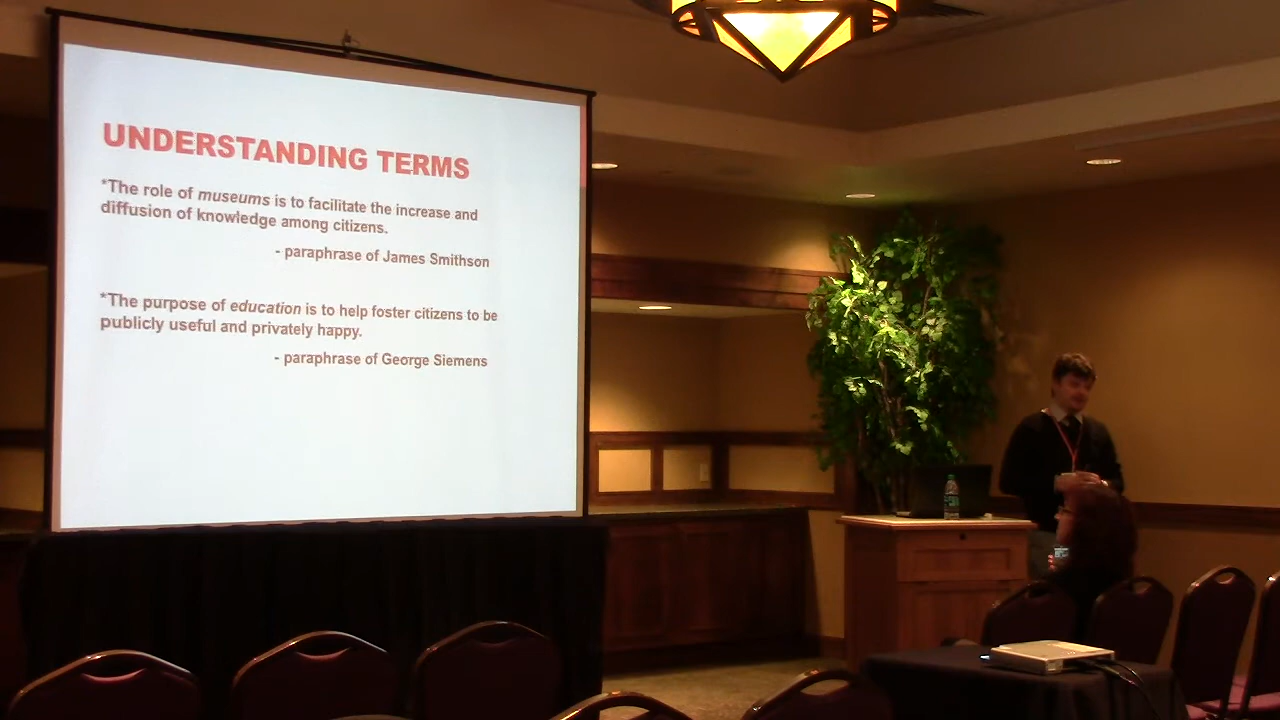 UNDERSTANDING TERMS
*The role of museums is to facilitate the increase and
diffusion of knowledge among citizens.
- paraphrase of James Smithson
*The purpose of education is to help foster citizens to be
publicly useful and privately happy.
- paraphrase of George Siemens